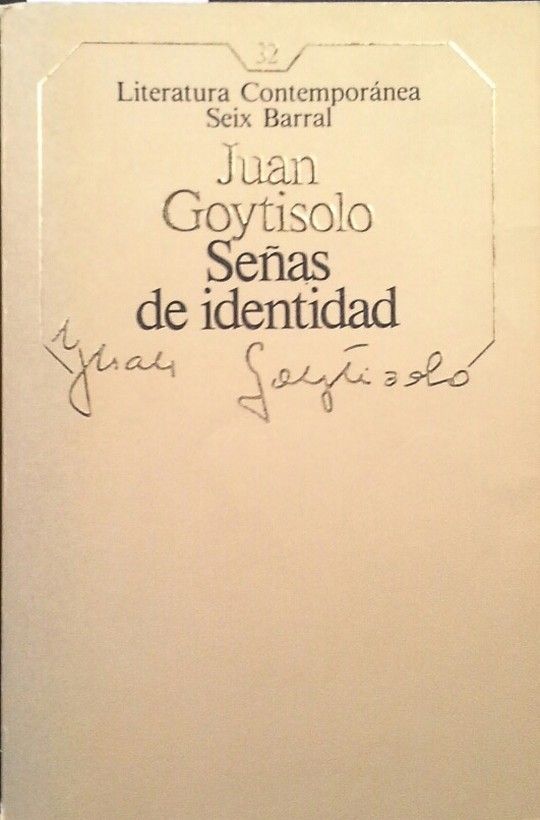 32
Literatura Contemporánea
Seix Barral
Juan
Goytisolo
Señas
de identidad
Juan Goytisolo